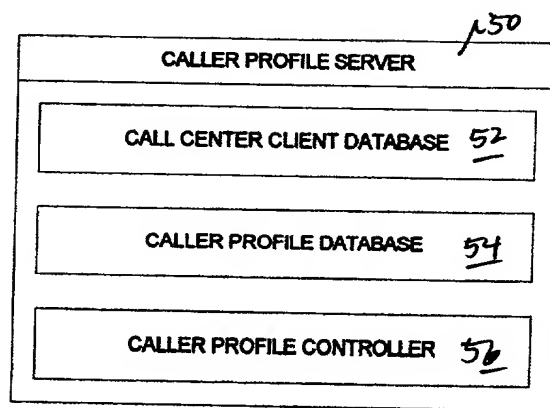 50
CALLER PROFILE SERVER
CALL CENTER CLIENT DATABASE 52
CALLER PROFILE DATABASE 54
CALLER PROFILE CONTROLLER 56